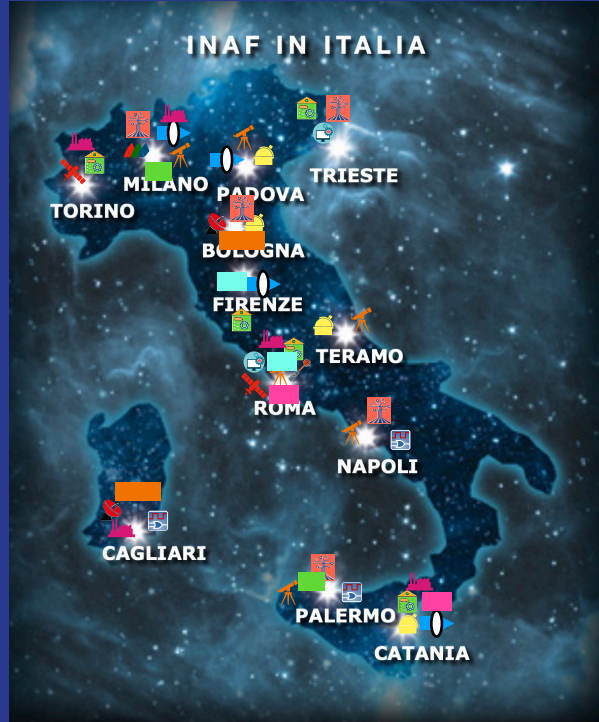 INAF IN ITALIA
TRIESTE
MILANO
PADOVA
TORINO
BOLOGNA
FIRENZE
TERAMO
ROMA
NAPOLI
CAGLIARI
PALERMO
CATANIA